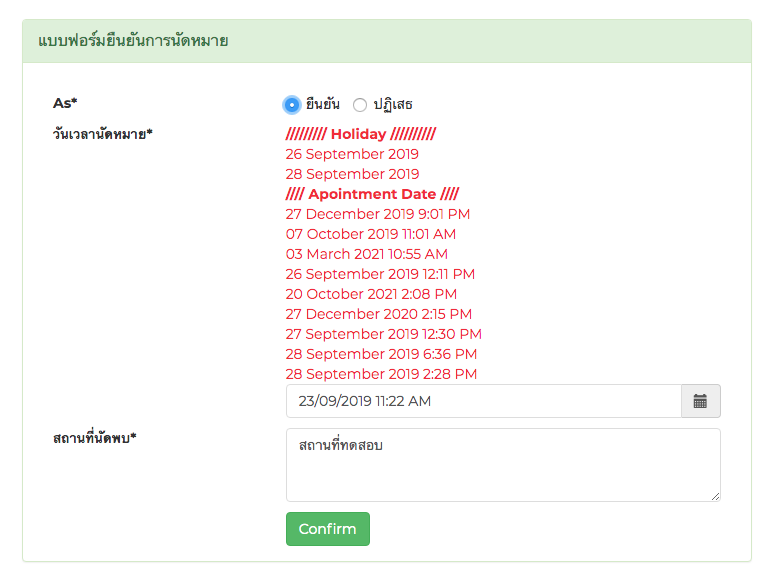 แบบฟอร์มยืนยันการนัดหมาย
As*
ยืนยัน ปฏิเสธ
วันเวลานัดหมาย*
///////// Holiday //////////
26 September 2019
28 September 2019
//// Apointment Date ////
27 December 2019 9:01 PM
07 October 2019 11:01 AM
03 March 2021 10:55 AM
26 September 2019 12:11 PM
20 October 2021 2:08 PM
27 December 2020 2:15 PM
27 September 2019 12:30 PM
28 September 2019 6:36 PM
28 September 2019 2:28 PM
23/09/2019 11:22 AM
สถานที่นัดพบ*
สถานที่ทดสอบ
Confirm